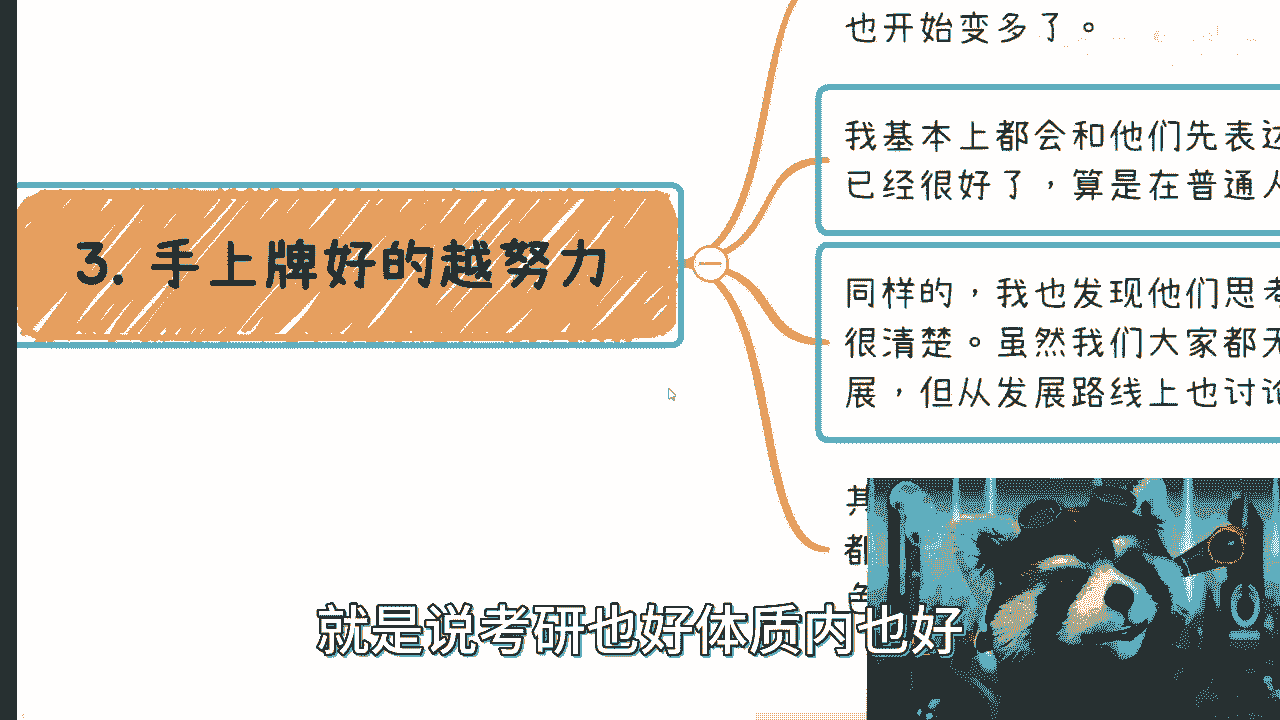 也开始变多了。
我基本上都会和他们先表达
已经很好了，算是在普通人
3. 手上牌好的越努力
同样的，我也发现他们思考
很清楚。虽然我们大家都无
展，但从发展路线上也讨论
其
都
就是说考研也好体质内也好